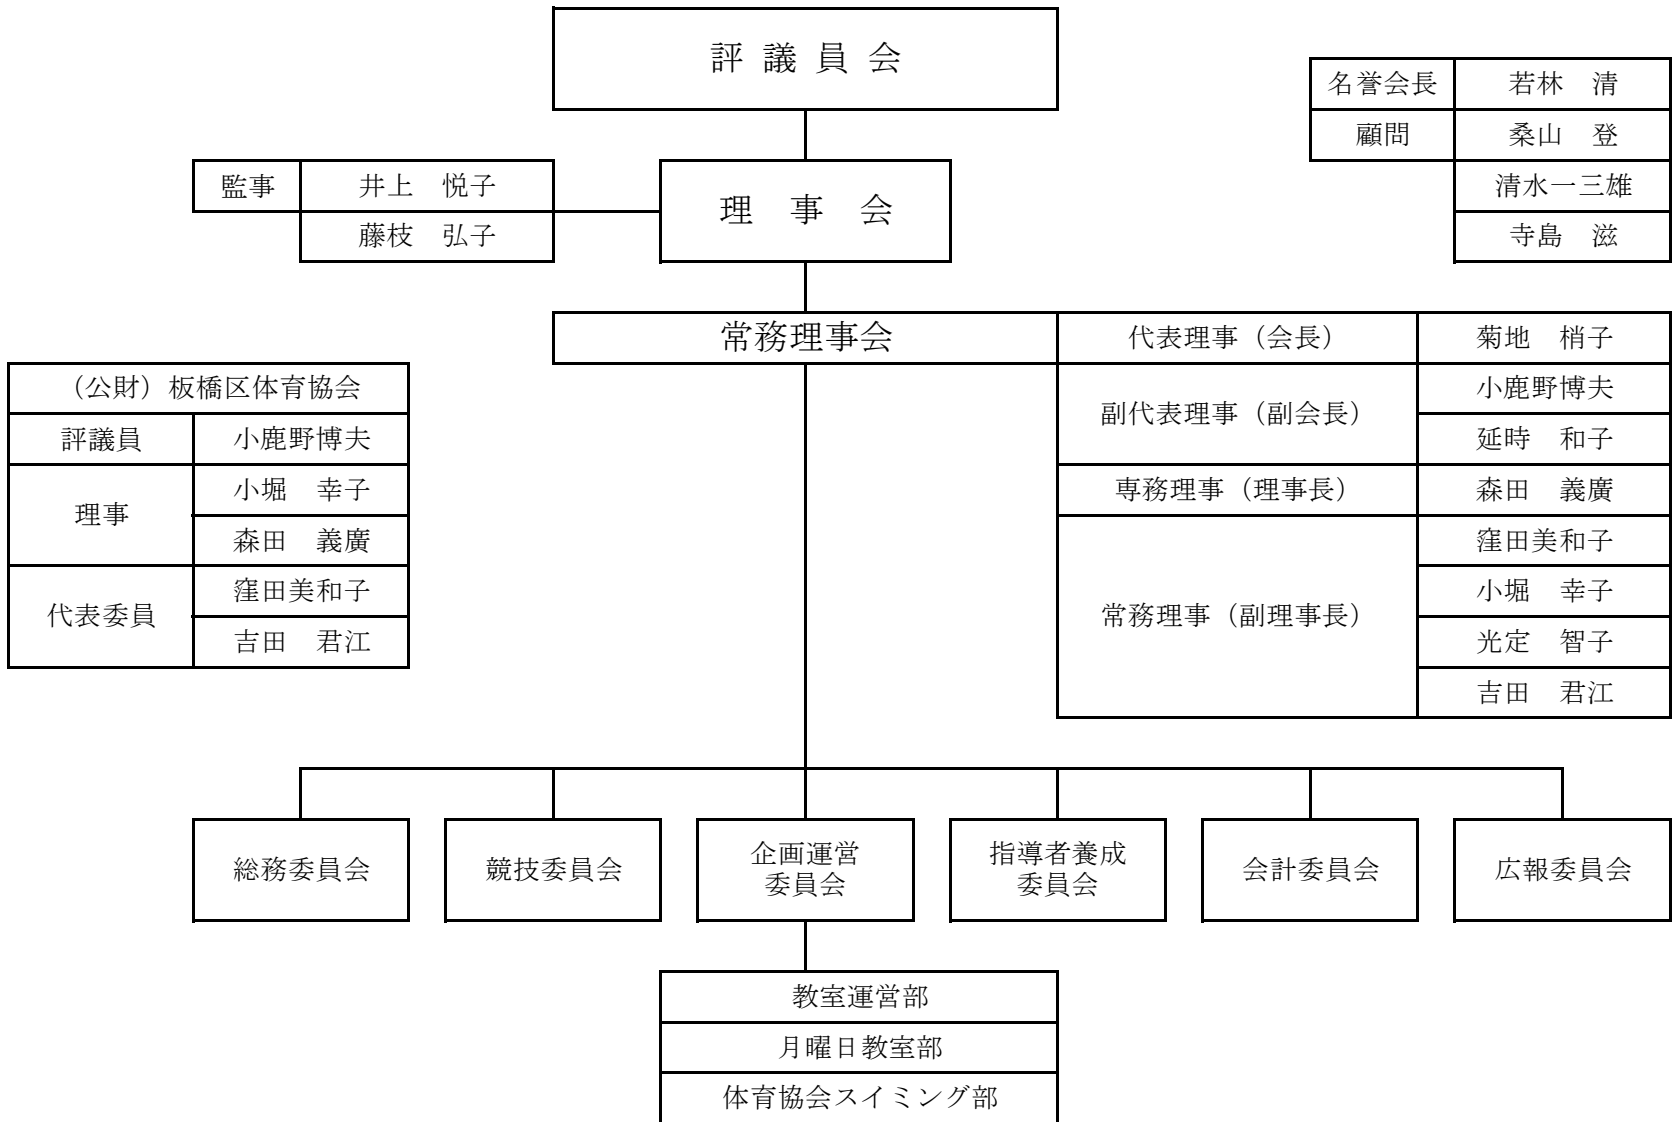 評 議 員 会
名誉会長 若林　清
顧問 桑山　登
清水一三雄
寺島　滋
監事 井上　悦子
藤枝　弘子
理　事　会
常務理事会 代表理事（会長） 菊地　梢子
副代表理事（副会長） 小鹿野博夫
延時　和子
専務理事（理事長） 森田　義廣
常務理事（副理事長） 窪田美和子
小堀　幸子
光定　智子
吉田　君江
（公財）板橋区体育協会
評議員 小鹿野博夫
理事 小堀　幸子
森田　義廣
代表委員 窪田美和子
吉田　君江
総務委員会
競技委員会
企画運営
委員会
指導者養成
委員会
会計委員会
広報委員会
教室運営部
月曜日教室部
体育協会スイミング部